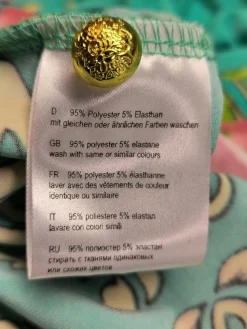 D 95% Polyester 5% Elasthan
mit gleichen oder ähnlichen Farben waschen
GB 95% polyester 5% elastane
wash with same or similar colours
FR 95% polyester 5% élasthanne
laver avec des vêtements de couleur
identique ou similaire
IT 95% poliestere 5% elastan
lavare con colori simili
RU 95% полиэстер 5% эластан
стирать с тканями одинаковых
или схожих цветов